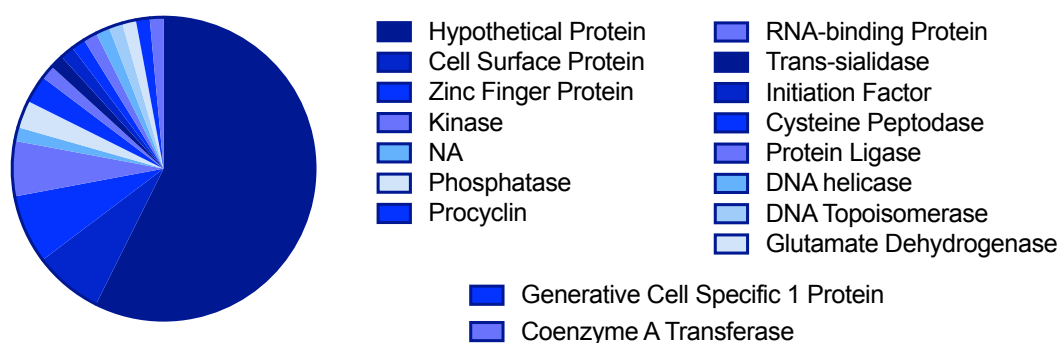 Hypothetical Protein
Cell Surface Protein
Zinc Finger Protein
Kinase
NA
Phosphatase
Procyclin
RNA-binding Protein
Trans-sialidase
Initiation Factor
Cysteine Peptodase
Protein Ligase
DNA helicase
DNA Topoisomerase
Glutamate Dehydrogenase
Generative Cell Specific 1 Protein
Coenzyme A Transferase